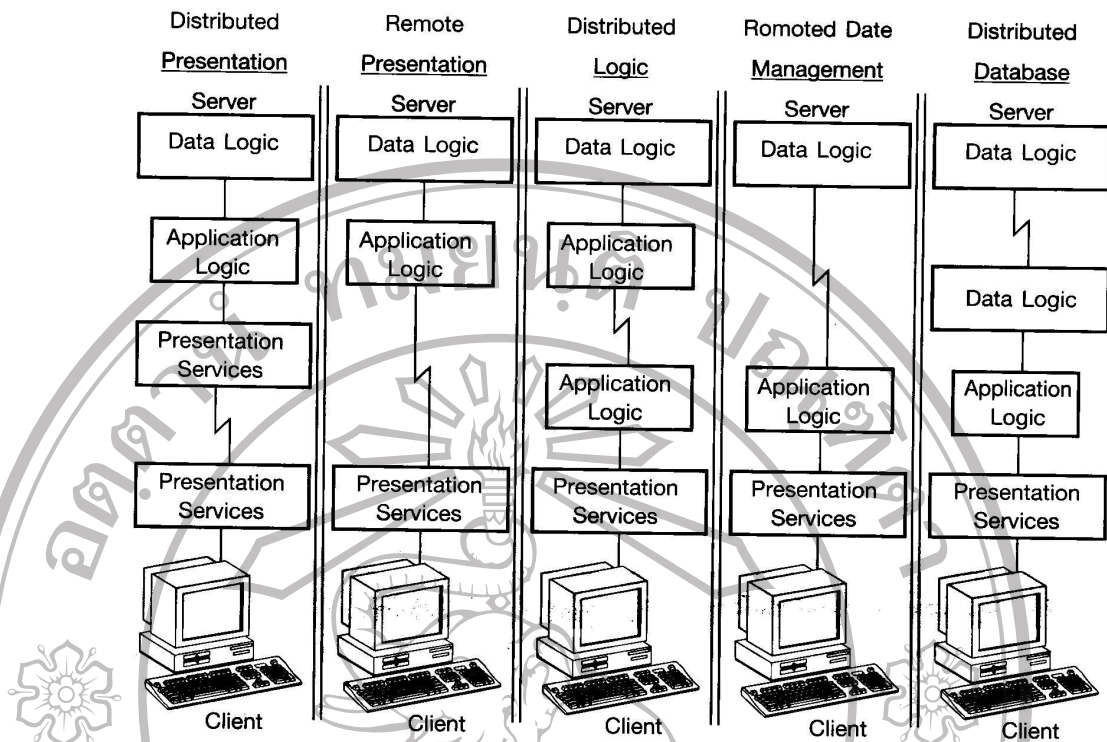 Distributed
Presentation
Server
Data Logic
Application
Logic
Presentation
Services
Presentation
Services
Client
Remote
Presentation
Server
Data Logic
Application
Logic
Presentation
Services
Client
Distributed
Logic
Server
Data Logic
Application
Logic
Application
Logic
Presentation
Services
Client
Romoted Date
Management
Server
Data Logic
Application
Logic
Presentation
Services
Client
Distributed
Database
Server
Data Logic
Data Logic
Application
Logic
Presentation
Services
Client